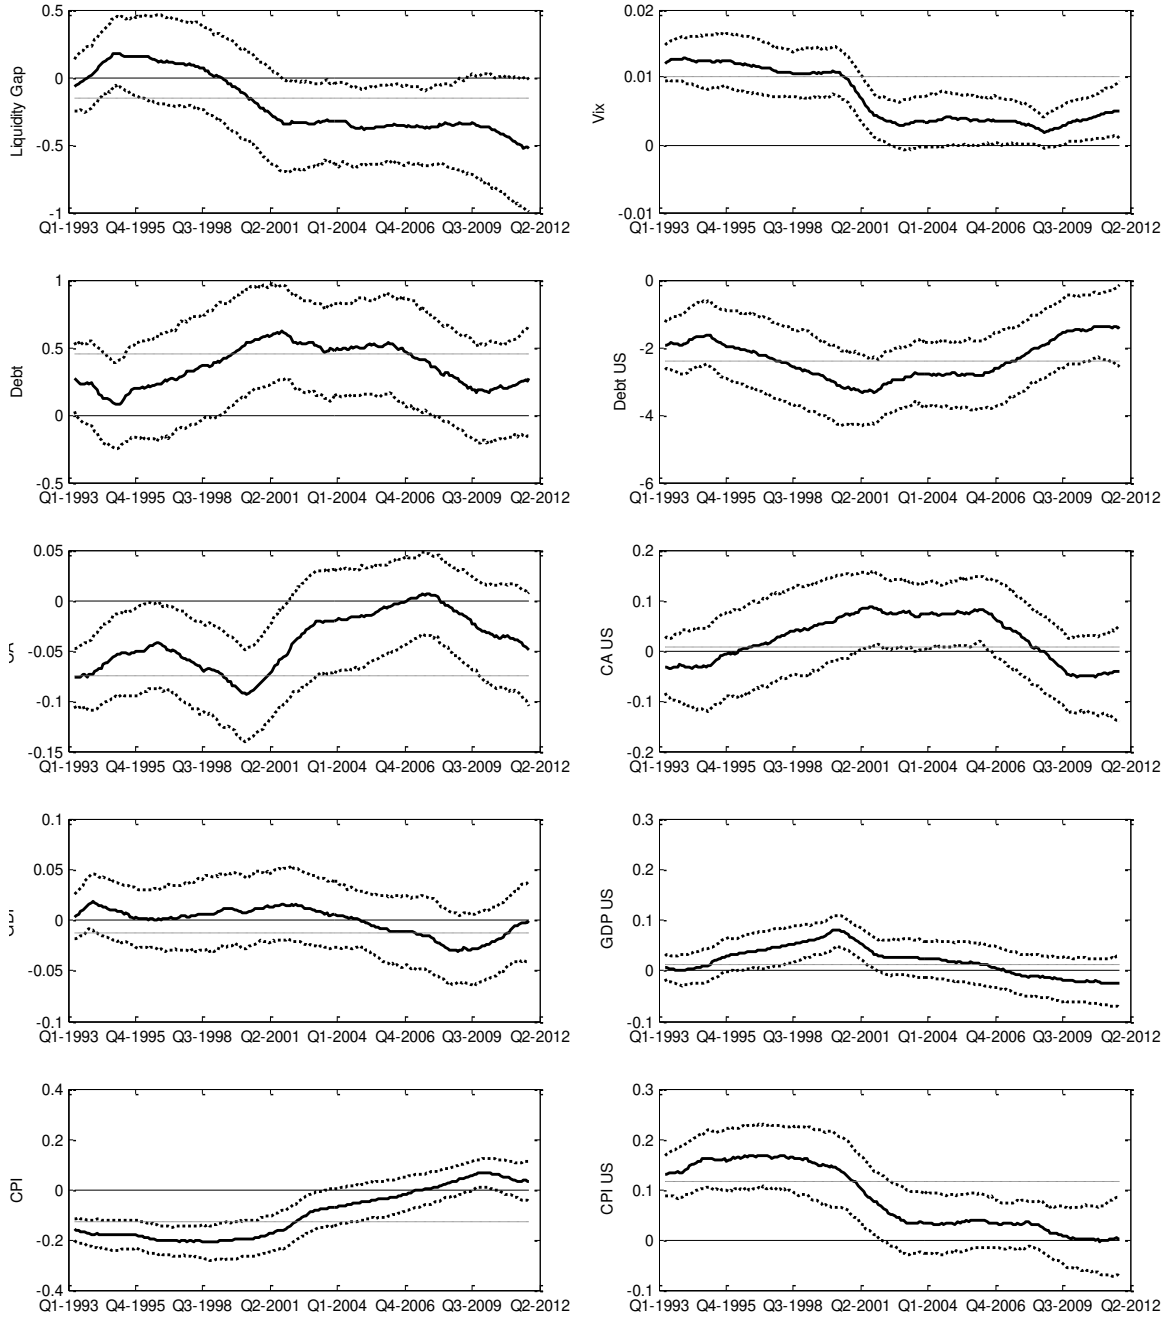 Liquidity Gap
0.5
0
-0.5
-1
Q1-1993 Q4-1995 Q3-1998 Q2-2001 Q1-2004 Q4-2006 Q3-2009 Q2-2012
Vix
0.02
0.01
0
-0.01
Q1-1993 Q4-1995 Q3-1998 Q2-2001 Q1-2004 Q4-2006 Q3-2009 Q2-2012
Debt
1
0.5
0
-0.5
Q1-1993 Q4-1995 Q3-1998 Q2-2001 Q1-2004 Q4-2006 Q3-2009 Q2-2012
Debt US
0
-2
-4
-6
Q1-1993 Q4-1995 Q3-1998 Q2-2001 Q1-2004 Q4-2006 Q3-2009 Q2-2012
0.05
0
-0.05
-0.1
-0.15
Q1-1993 Q4-1995 Q3-1998 Q2-2001 Q1-2004 Q4-2006 Q3-2009 Q2-2012
CA US
0.2
0.1
0
-0.1
-0.2
Q1-1993 Q4-1995 Q3-1998 Q2-2001 Q1-2004 Q4-2006 Q3-2009 Q2-2012
0.1
0.05
0
-0.05
-0.1
Q1-1993 Q4-1995 Q3-1998 Q2-2001 Q1-2004 Q4-2006 Q3-2009 Q2-2012
GDP US
0.3
0.2
0.1
0
-0.1
Q1-1993 Q4-1995 Q3-1998 Q2-2001 Q1-2004 Q4-2006 Q3-2009 Q2-2012
CPI
0.4
0.2
0
-0.2
-0.4
Q1-1993 Q4-1995 Q3-1998 Q2-2001 Q1-2004 Q4-2006 Q3-2009 Q2-2012
CPI US
0.3
0.2
0.1
0
-0.1
Q1-1993 Q4-1995 Q3-1998 Q2-2001 Q1-2004 Q4-2006 Q3-2009 Q2-2012